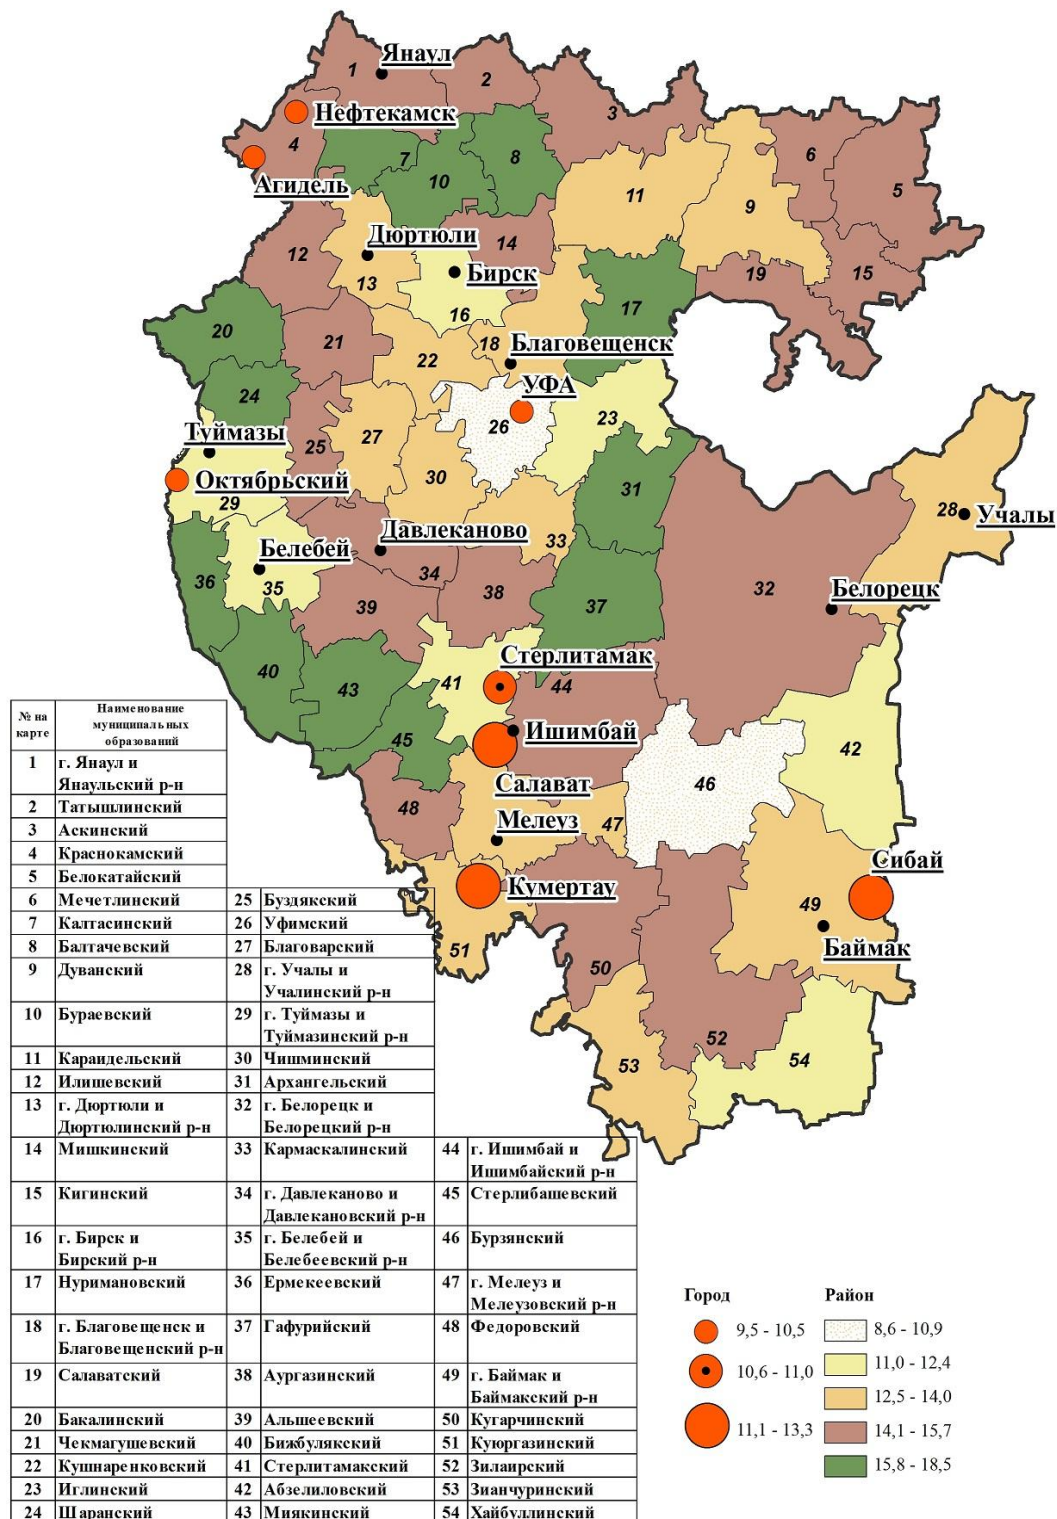 Янаул
1
2
Нефтекамск
3
4
7
8
6
5
Агидель
10
11
9
12
Дюртюли
14
Бирск
13
19
15
16
17
20
21
22
18
Благовещенск
УФА
24
23
Туймазы
25
27
26
30
Октябрьский
29
31
28
Учалы
Давлеканово
33
Белебей
34
36
35
38
37
32
Белорецк
39
40
43
41
Стерлитамак
44
45
Ишимбай
42
46
Салават
48
Мелеуз
47
Сибай
Кумертау
49
Баймак
51
50
52
53
54
№ на карте
Наименование
муниципальных
образований
1 г. Янаул и
Янаульский р-н
2 Татышлинский
3 Аскинский
4 Краснокамский
5 Белокатайский
6 Мечетлинский 25 Буздякский
7 Калтасинский 26 Уфимский
8 Балтачевский 27 Благоварский
9 Дуванский 28 г. Учалы и
Учалинский р-н
10 Бураевский 29 г. Туймазы и
Туймазинский р-н
11 Караидельский 30 Чишминский
12 Илишевский 31 Архангельский
13 г. Дюртюли и 32 г. Белорецк и
Дюртюлинский р-н Белорецкий р-н
14 Мишкинский 33 Кармаскалинский 44 г. Ишимбай и
Ишимбайский р-н
15 Кигинский 34 г. Давлеканово и 45 Стерлибашевский
Давлекановский р-н
16 г. Бирск и 35 г. Белебей и 46 Бурзянский
Бирский р-н Белебеевский р-н
17 Нуримановский 36 Ермекеевский 47 г. Мелеуз и
Мелеузовский р-н
18 г. Благовещенск и 37 Гафурийский 48 Федоровский
Благовещенский р-н
19 Салаватский 38 Аургазинский 49 г. Баймак и
Баймакский р-н
20 Бакалинский 39 Альшеевский 50 Кугарчинский
21 Чекмагушевский 40 Бижбулякский 51 Куюргазинский
22 Кушнаренковский 41 Стерлитамакский 52 Зилаирский
23 Иглинский 42 Абзелиловский 53 Зианчуринский
24 Шаранский 43 Миякинский 54 Хайбуллинский
Город
9,5 - 10,5
10,6 - 11,0
11,1 - 13,3
Район
8,6 - 10,9
11,0 - 12,4
12,5 - 14,0
14,1 - 15,7
15,8 - 18,5